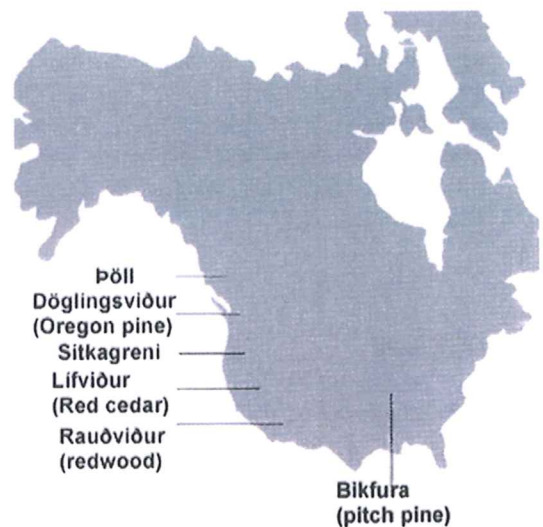 Þöll
Döglingsviður
(Oregon pine)
Sitkagreni
Lífviður
(Red cedar)
Rauðviður
(redwood)
Bikfura
(pitch pine)